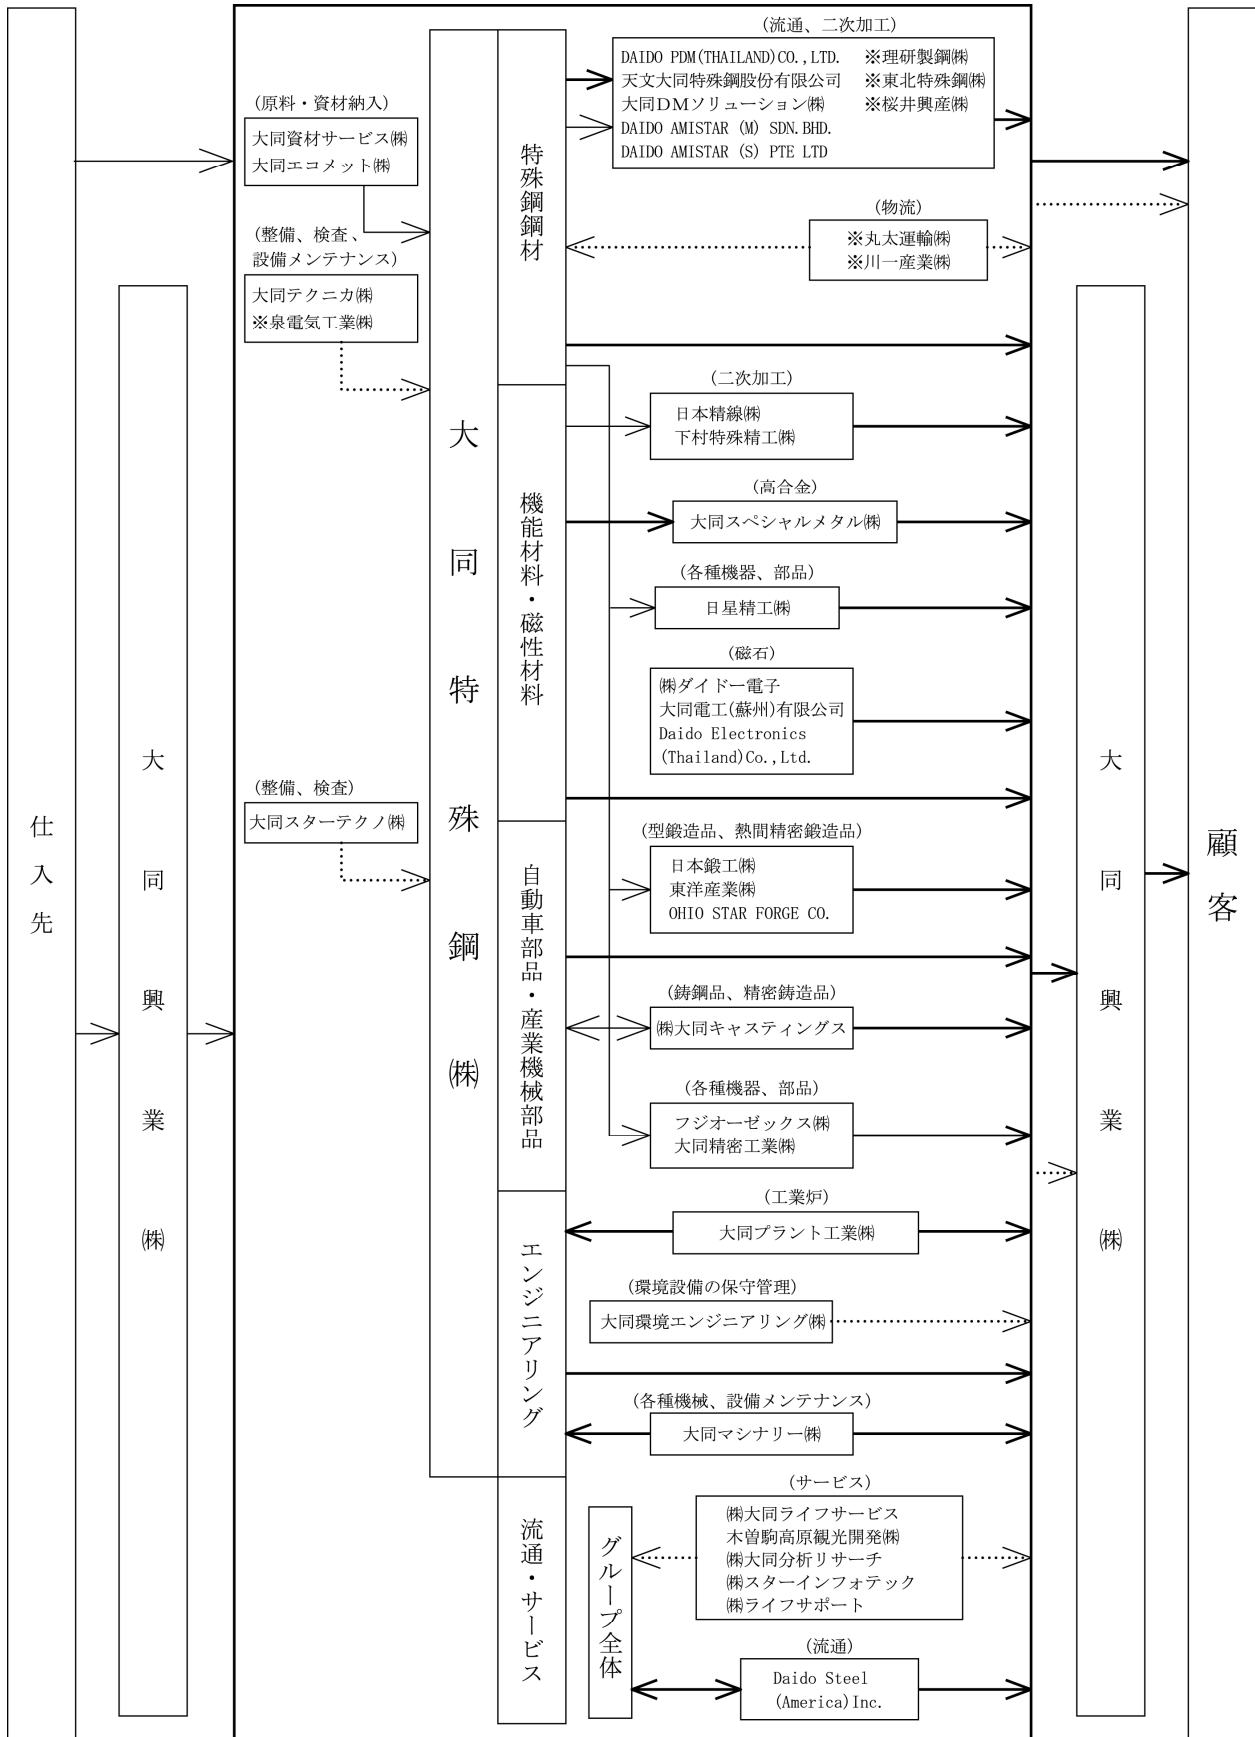 仕入先
大同興業㈱
(原料・資材納入)
大同資材サービス㈱
大同エコメット㈱
(整備、検査、
設備メンテナンス)
大同テクニカ㈱
※泉電気工業㈱
(整備、検査)
大同スターテクノ㈱
大同特殊鋼㈱
特殊鋼鋼材
(流通、二次加工)
DAIDO PDM(THAILAND)CO.,LTD. ※理研製鋼㈱
天文大同特殊鋼股份有限公司 ※東北特殊鋼㈱
大同DMソリューション㈱ ※桜井興産㈱
DAIDO AMISTAR (M) SDN.BHD.
DAIDO AMISTAR (S) PTE LTD
(物流)
※丸太運輸㈱
※川一産業㈱
機能材料・磁性材料
(二次加工)
日本精線㈱
下村特殊精工㈱
(高合金)
大同スペシャルメタル㈱
(各種機器、部品)
日星精工㈱
(磁石)
㈱ダイドー電子
大同電工(蘇州)有限公司
Daido Electronics
(Thailand)Co.,Ltd.
自動車部品・産業機械部品
(型鍛造品、熱間精密鍛造品)
日本鍛工㈱
東洋産業㈱
OHIO STAR FORGE CO.
(鋳鋼品、精密鋳造品)
㈱大同キャスティングス
(各種機器、部品)
フジオーゼックス㈱
大同精密工業㈱
エンジニアリング
(工業炉)
大同プラント工業㈱
(環境設備の保守管理)
大同環境エンジニアリング㈱
(各種機械、設備メンテナンス)
大同マシナリー㈱
流通・サービス
グループ全体
(サービス)
㈱大同ライフサービス
木曽駒高原観光開発㈱
㈱大同分析リサーチ
㈱スターインフォテック
㈱ライフサポート
(流通)
Daido Steel
(America)Inc.
大同興業㈱
顧客